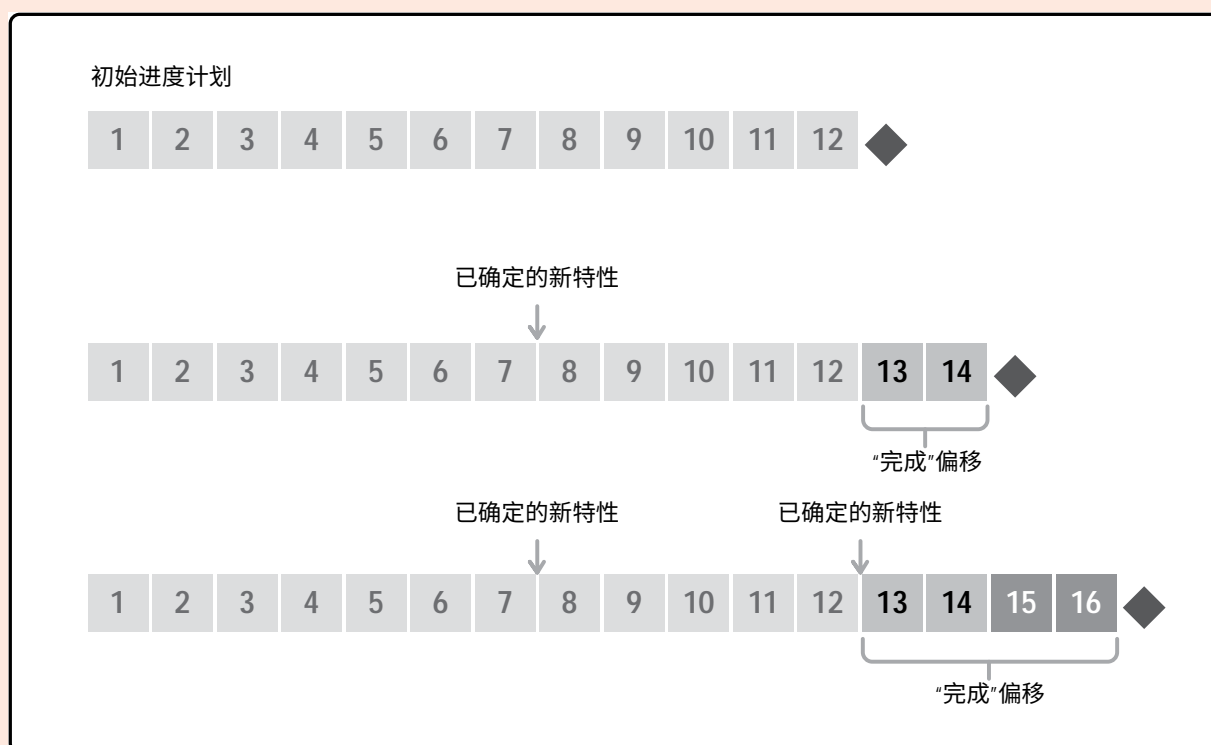 初始进度计划
1 2 3 4 5 6 7 8 9 10 11 12
已确定的新特性
1 2 3 4 5 6 7 8 9 10 11 12 13 14
“完成”偏移
已确定的新特性 已确定的新特性
1 2 3 4 5 6 7 8 9 10 11 12 13 14 15 16
“完成”偏移